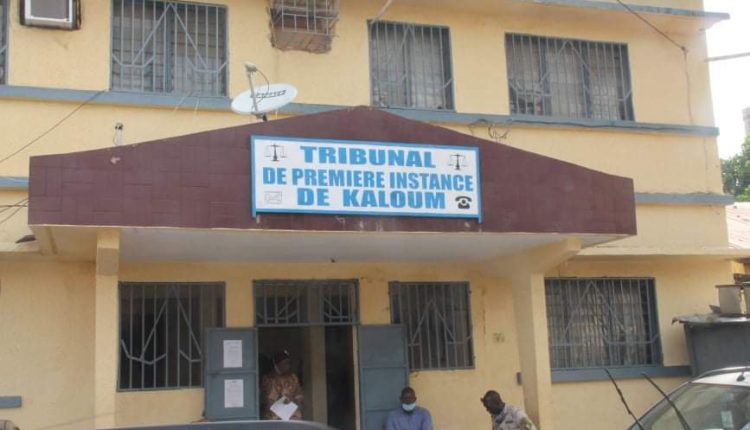 TRIBUNAL
DE PREMIERE INSTANCE
DE KALOUM